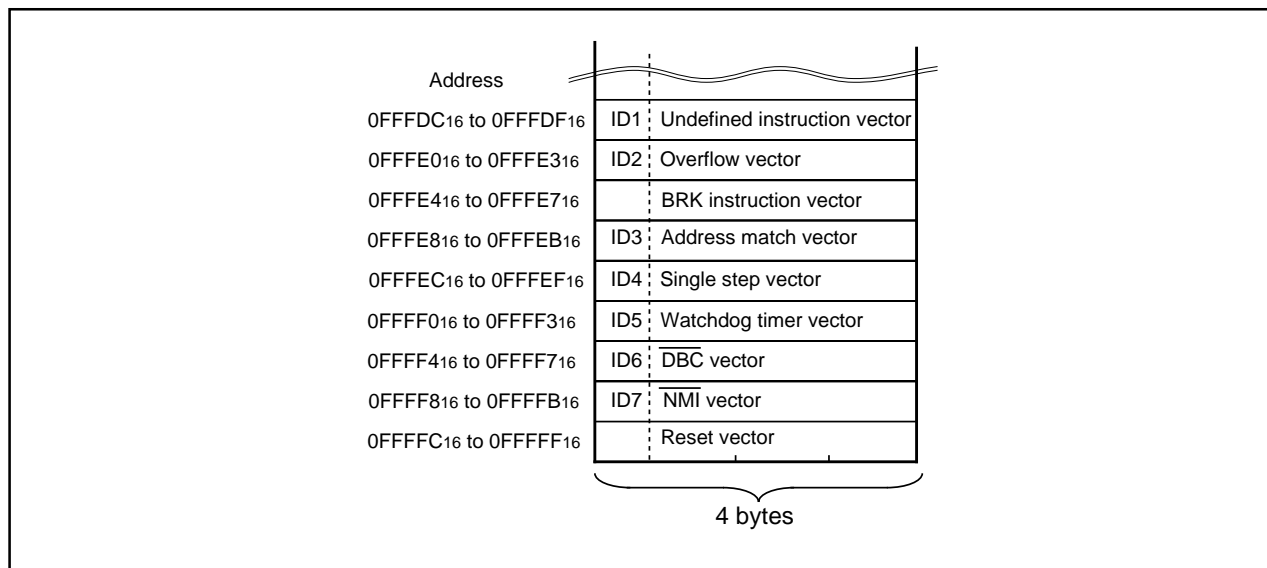 Address
0FFFDC16 to 0FFFDF16 ID1 Undefined instruction vector
0FFFE016 to 0FFFE316 ID2 Overflow vector
0FFFE416 to 0FFFE716 BRK instruction vector
0FFFE816 to 0FFFEB16 ID3 Address match vector
0FFFEC16 to 0FFFEF16 ID4 Single step vector
0FFFF016 to 0FFFF316 ID5 Watchdog timer vector
0FFFF416 to 0FFFF716 ID6 D̅B̅C̅ vector
0FFFF816 to 0FFFFB16 ID7 N̅M̅I̅ vector
0FFFFC16 to 0FFFFF16 Reset vector
4 bytes